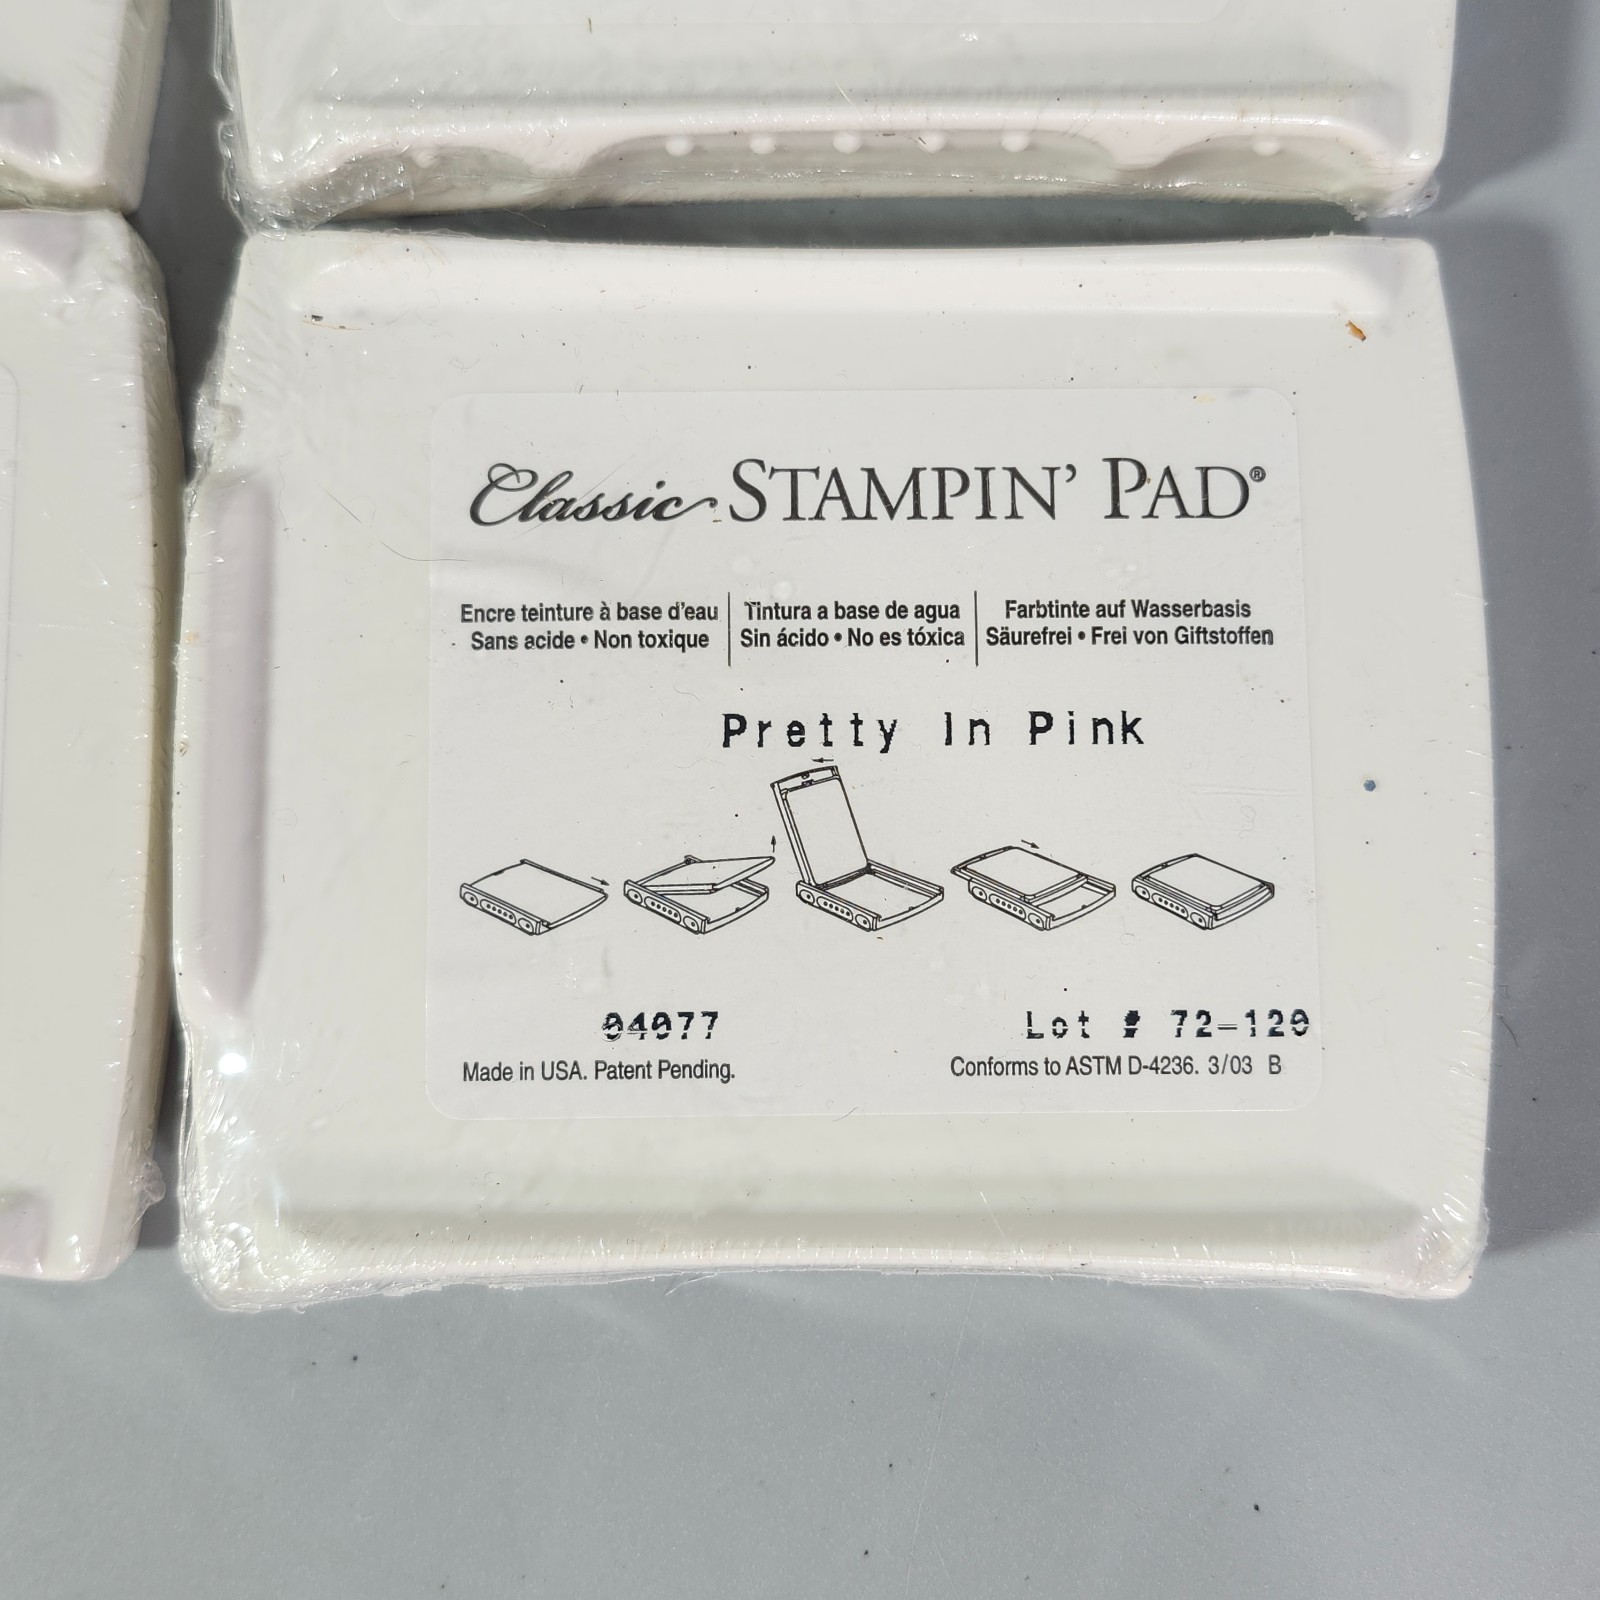 Classic STAMPIN' PAD®
Encre teinture à base d'eau
Sans acide • Non toxique
Tintura a base de agua
Sin ácido • No es tóxica
Farbtinte auf Wasserbasis
Säurefrei • Frei von Giftstoffen
Pretty In Pink
04077
Lot # 72-120
Made in USA. Patent Pending.
Conforms to ASTM D-4236. 3/03 B